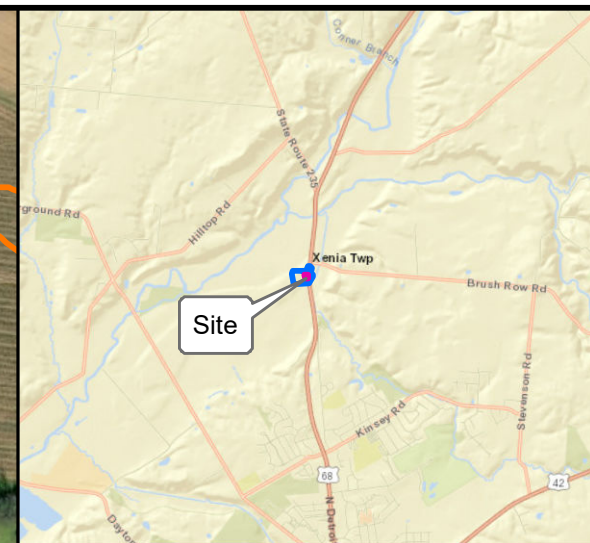 Conner Branch
State Route 235
ground Rd
Hilltop Rd
Xenia Twp
Brush Row Rd
Site
Stevenson Rd
Kinsey Rd
68
42
N Detroi
Dayton